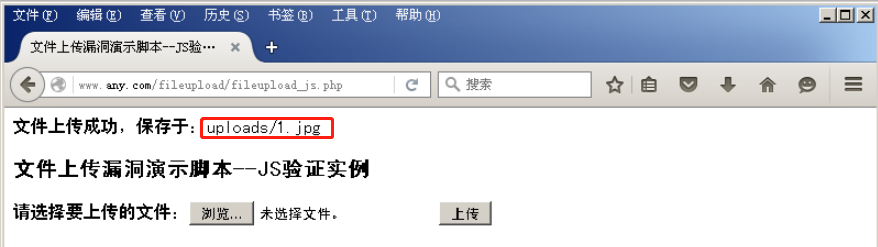 文件(F) 编辑(E) 查看(V) 历史(S) 书签(B) 工具(T) 帮助(H)
文件上传漏洞演示脚本--JS验… × +
www.any.com/fileupload/fileupload_js.php 搜索
文件上传成功，保存于：uploads/1.jpg
文件上传漏洞演示脚本--JS验证实例
请选择要上传的文件：浏览... 未选择文件。 上传